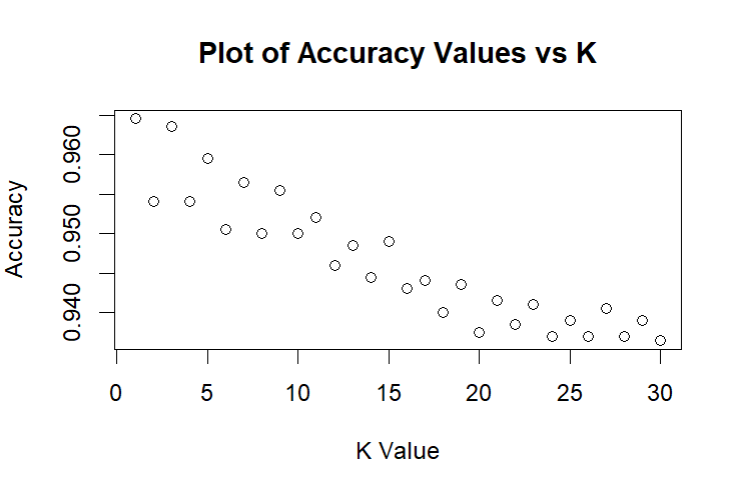 Plot of Accuracy Values vs K
Accuracy
0.960
0.950
0.940
0 5 10 15 20 25 30
K Value